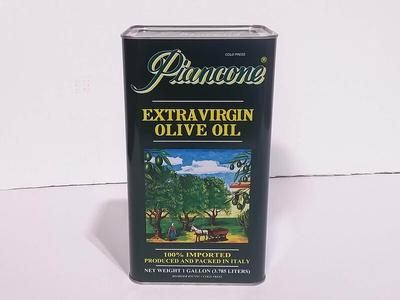 COLD PRESS
Piancone®
EXTRAVIRGIN
OLIVE OIL
100% IMPORTED
PRODUCED AND PACKED IN ITALY
NET WEIGHT 1 GALLON (3.785 LITERS)